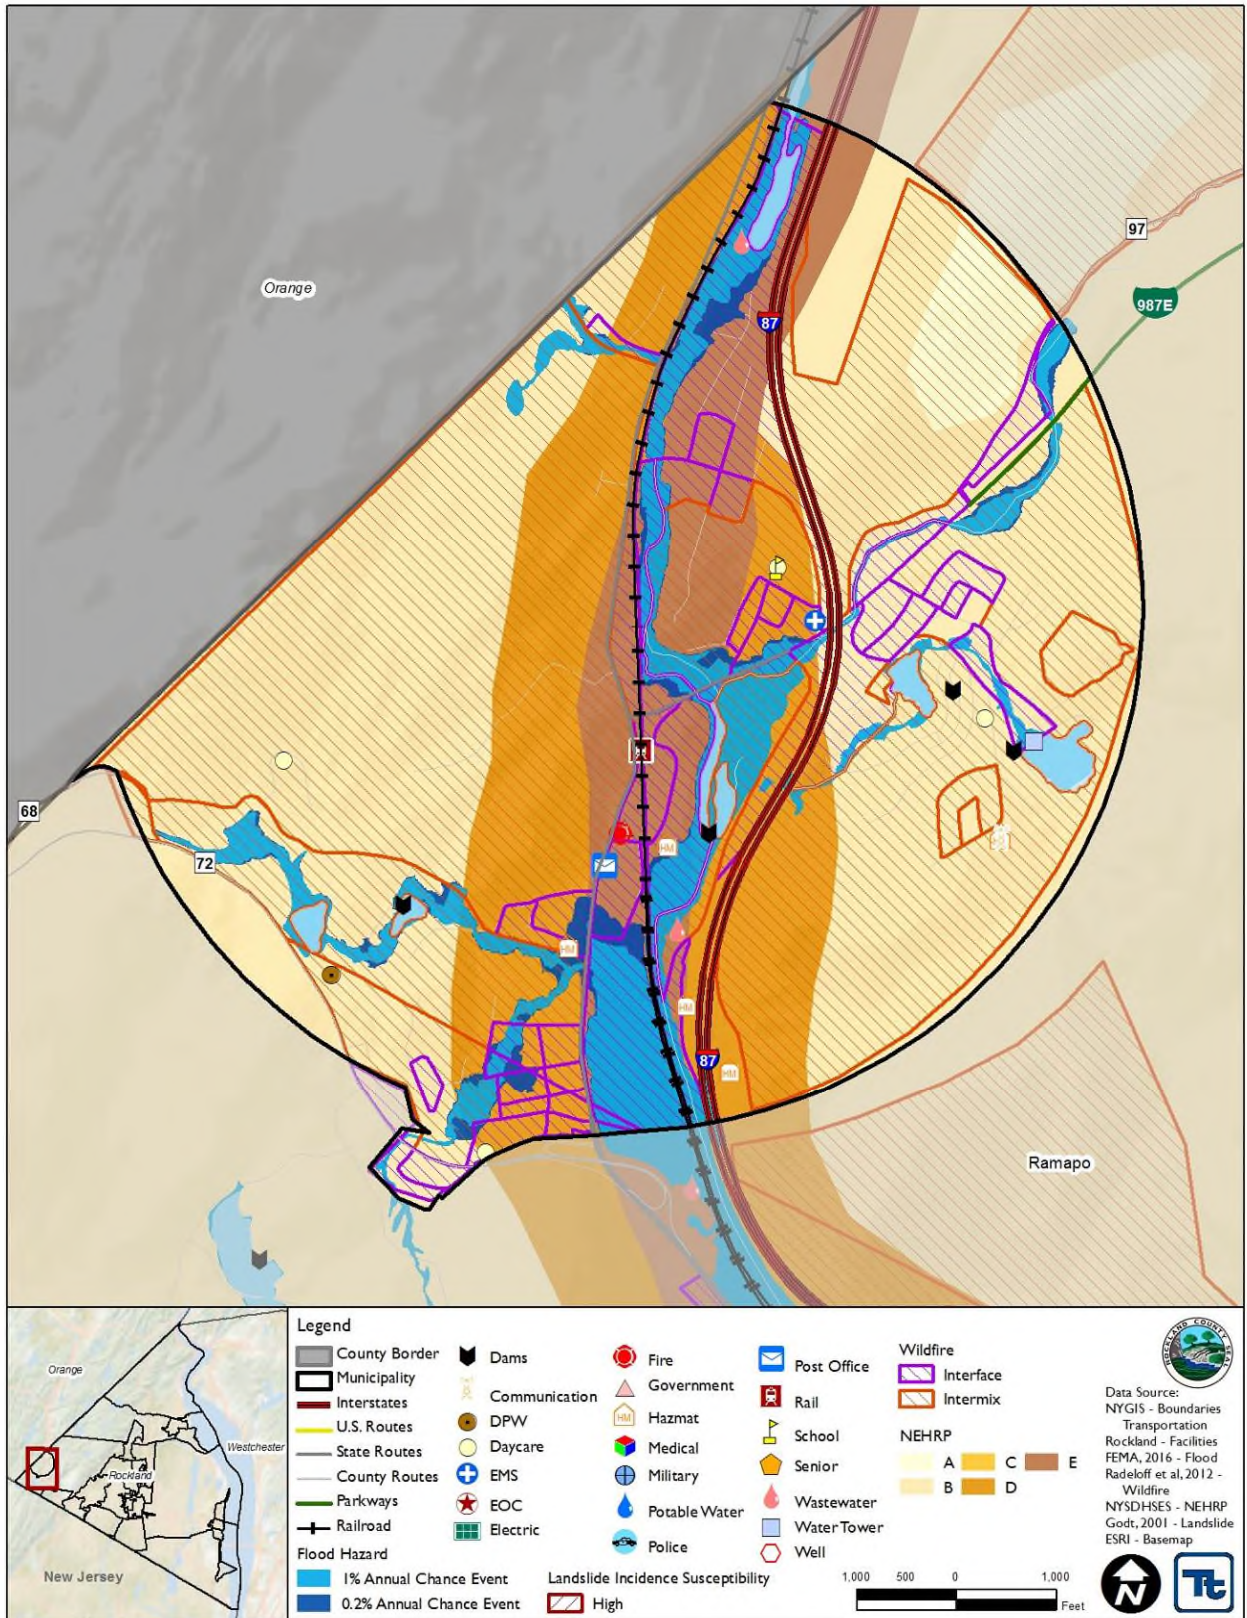 97
Orange
987E
87
68
72
HM
HM
HM
87
HM
Ramapo
Orange
Westchester
Rockland
New Jersey
Legend
County Border
Municipality
Interstates
U.S. Routes
State Routes
County Routes
Parkways
Railroad
Flood Hazard
1% Annual Chance Event
0.2% Annual Chance Event
Dams
Communication
DPW
Daycare
EMS
EOC
Electric
Landslide Incidence Susceptibility
High
Fire
Government
HM Hazmat
Medical
Military
Potable Water
Police
Post Office
Rail
School
Senior
Wastewater
Water Tower
Well
Wildfire
Interface
Intermix
NEHRP
A C E
B D
1,000 500 0 1,000
Feet
ROCKLAND COUNTY
SEAL
Data Source:
NYGIS - Boundaries
Transportation
Rockland - Facilities
FEMA, 2016 - Flood
Radeloff et al, 2012 -
Wildfire
NYSDHSES - NEHRP
Godt, 2001 - Landslide
ESRI - Basemap
N
Tt